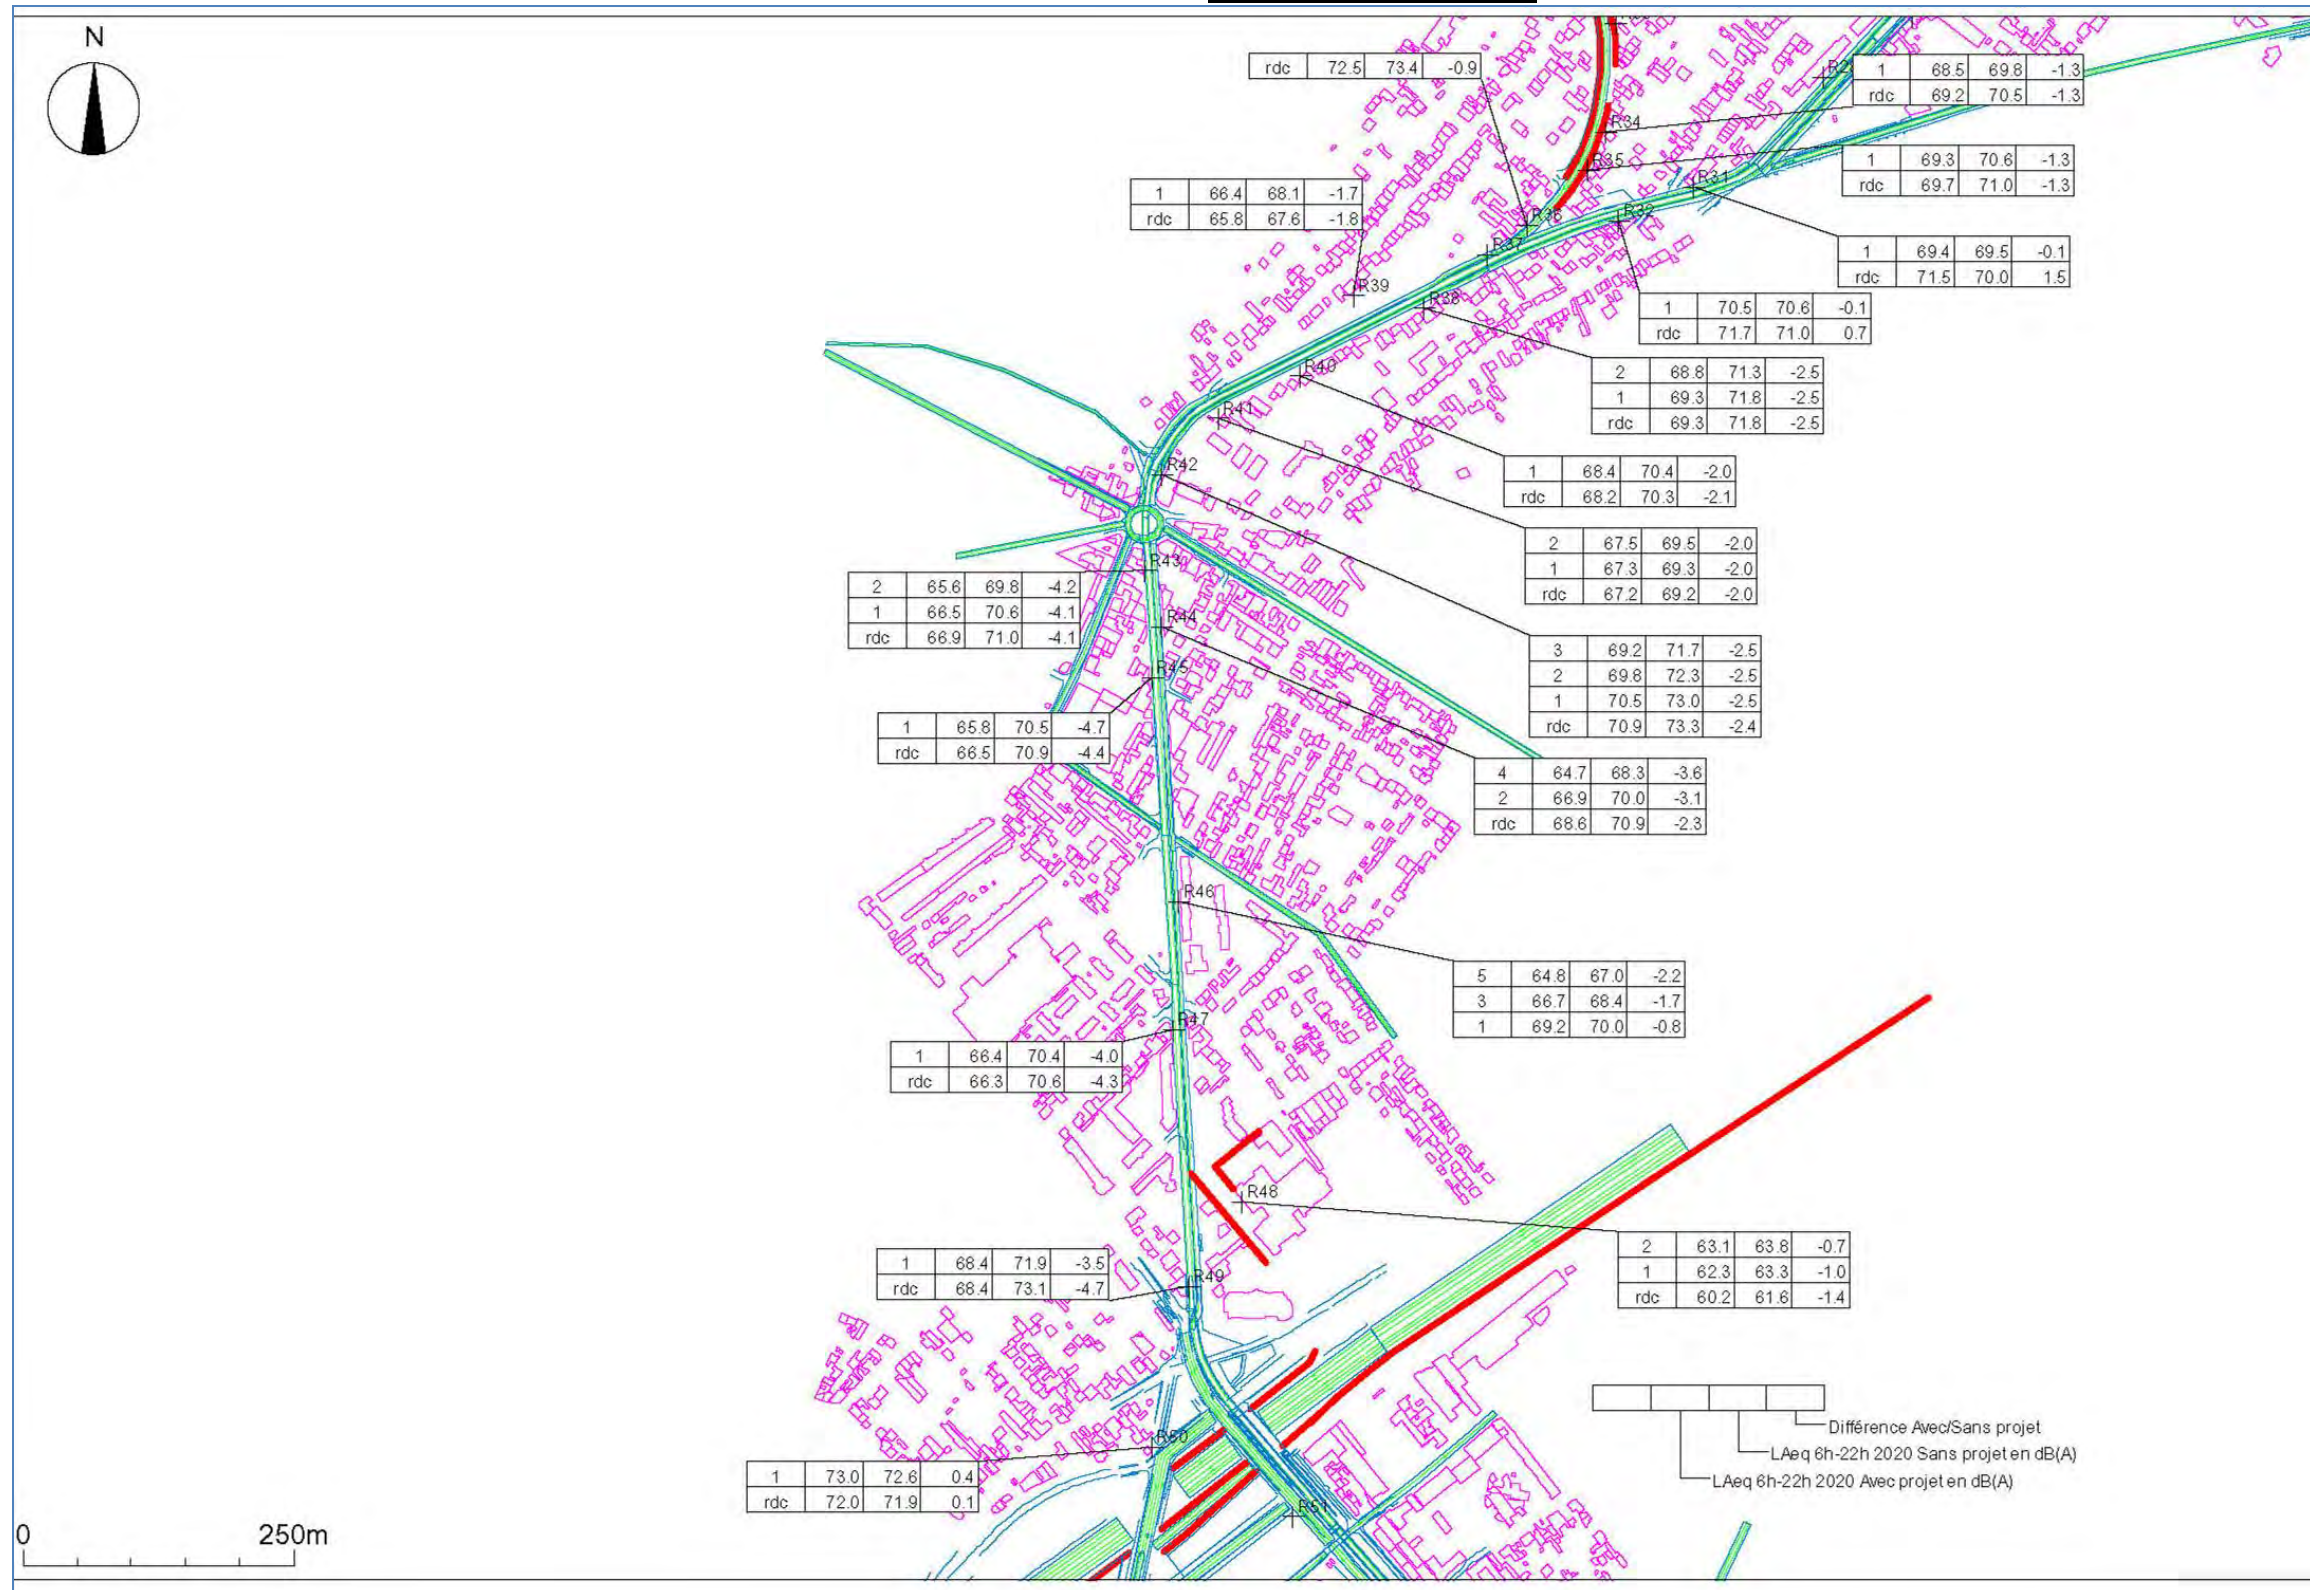 N
rdc 72.5 73.4 -0.9
1 68.5 69.8 -1.3
rdc 69.2 70.5 -1.3
R34
R35
1 69.3 70.6 -1.3
rdc 69.7 71.0 -1.3
R31
1 66.4 68.1 -1.7
rdc 65.8 67.6 -1.8
R36
R32
R37
1 69.4 69.5 -0.1
rdc 71.5 70.0 1.5
R39
R38
1 70.5 70.6 -0.1
rdc 71.7 71.0 0.7
R40
2 68.8 71.3 -2.5
1 69.3 71.8 -2.5
rdc 69.3 71.8 -2.5
R41
R42
1 68.4 70.4 -2.0
rdc 68.2 70.3 -2.1
2 67.5 69.5 -2.0
1 67.3 69.3 -2.0
rdc 67.2 69.2 -2.0
R43
2 65.6 69.8 -4.2
1 66.5 70.6 -4.1
rdc 66.9 71.0 -4.1
R44
3 69.2 71.7 -2.5
2 69.8 72.3 -2.5
1 70.5 73.0 -2.5
rdc 70.9 73.3 -2.4
R45
1 65.8 70.5 -4.7
rdc 66.5 70.9 -4.4
4 64.7 68.3 -3.6
2 66.9 70.0 -3.1
rdc 68.6 70.9 -2.3
R46
5 64.8 67.0 -2.2
3 66.7 68.4 -1.7
1 69.2 70.0 -0.8
R47
1 66.4 70.4 -4.0
rdc 66.3 70.6 -4.3
R48
2 63.1 63.8 -0.7
1 62.3 63.3 -1.0
rdc 60.2 61.6 -1.4
1 68.4 71.9 -3.5
rdc 68.4 73.1 -4.7
R49
Différence Avec/Sans projet
LAeq 6h-22h 2020 Sans projet en dB(A)
LAeq 6h-22h 2020 Avec projet en dB(A)
R50
1 73.0 72.6 0.4
rdc 72.0 71.9 0.1
R51
0 250m